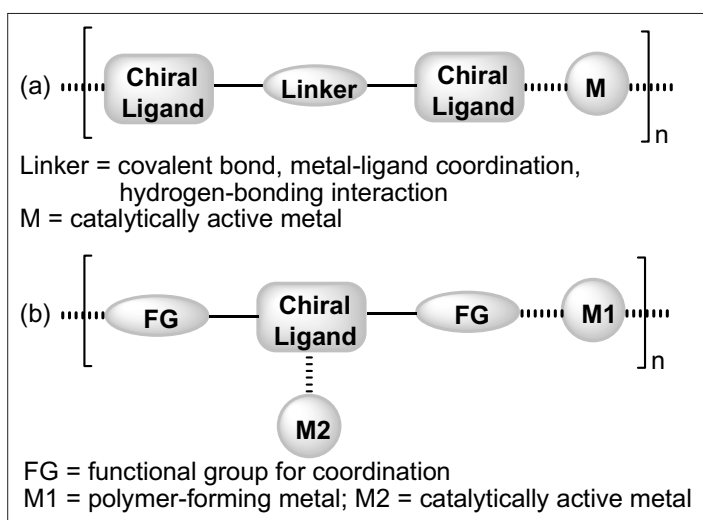 (a) Chiral Ligand Linker Chiral Ligand M n
Linker = covalent bond, metal-ligand coordination,
hydrogen-bonding interaction
M = catalytically active metal
(b) FG Chiral Ligand FG M1 n
M2
FG = functional group for coordination
M1 = polymer-forming metal; M2 = catalytically active metal